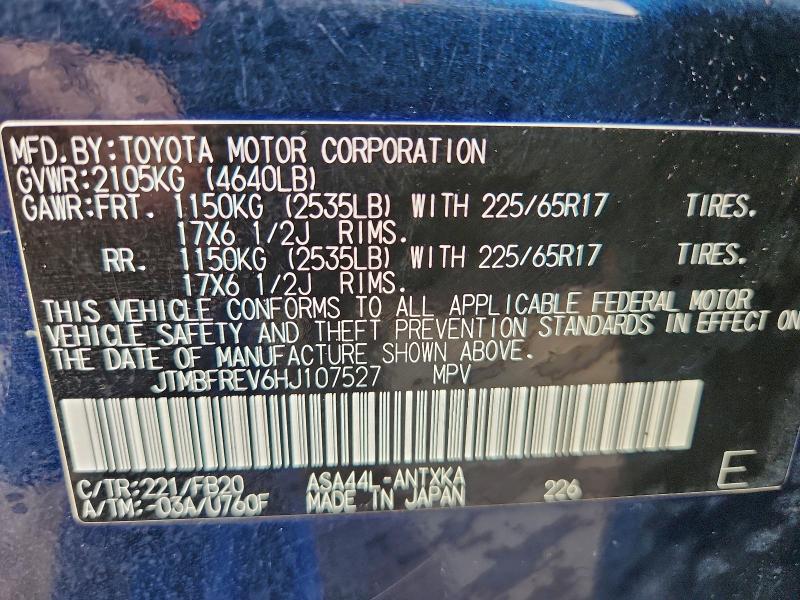 MFD.BY:TOYOTA MOTOR CORPORATION
GVWR:2105KG (4640LB)
GAWR:FRT. 1150KG (2535LB) WITH 225/65R17 TIRES.
17X6 1/2J RIMS.
RR. 1150KG (2535LB) WITH 225/65R17 TIRES.
17X6 1/2J RIMS.
THIS VEHICLE CONFORMS TO ALL APPLICABLE FEDERAL MOTOR
VEHICLE SAFETY AND THEFT PREVENTION STANDARDS IN EFFECT ON
THE DATE OF MANUFACTURE SHOWN ABOVE.
JTMBFREV6HJ107527 MPV
C/TR:221/FB20 ASA44L-ANTXKA 226 E
A/TM:-03A/U760F MADE IN JAPAN